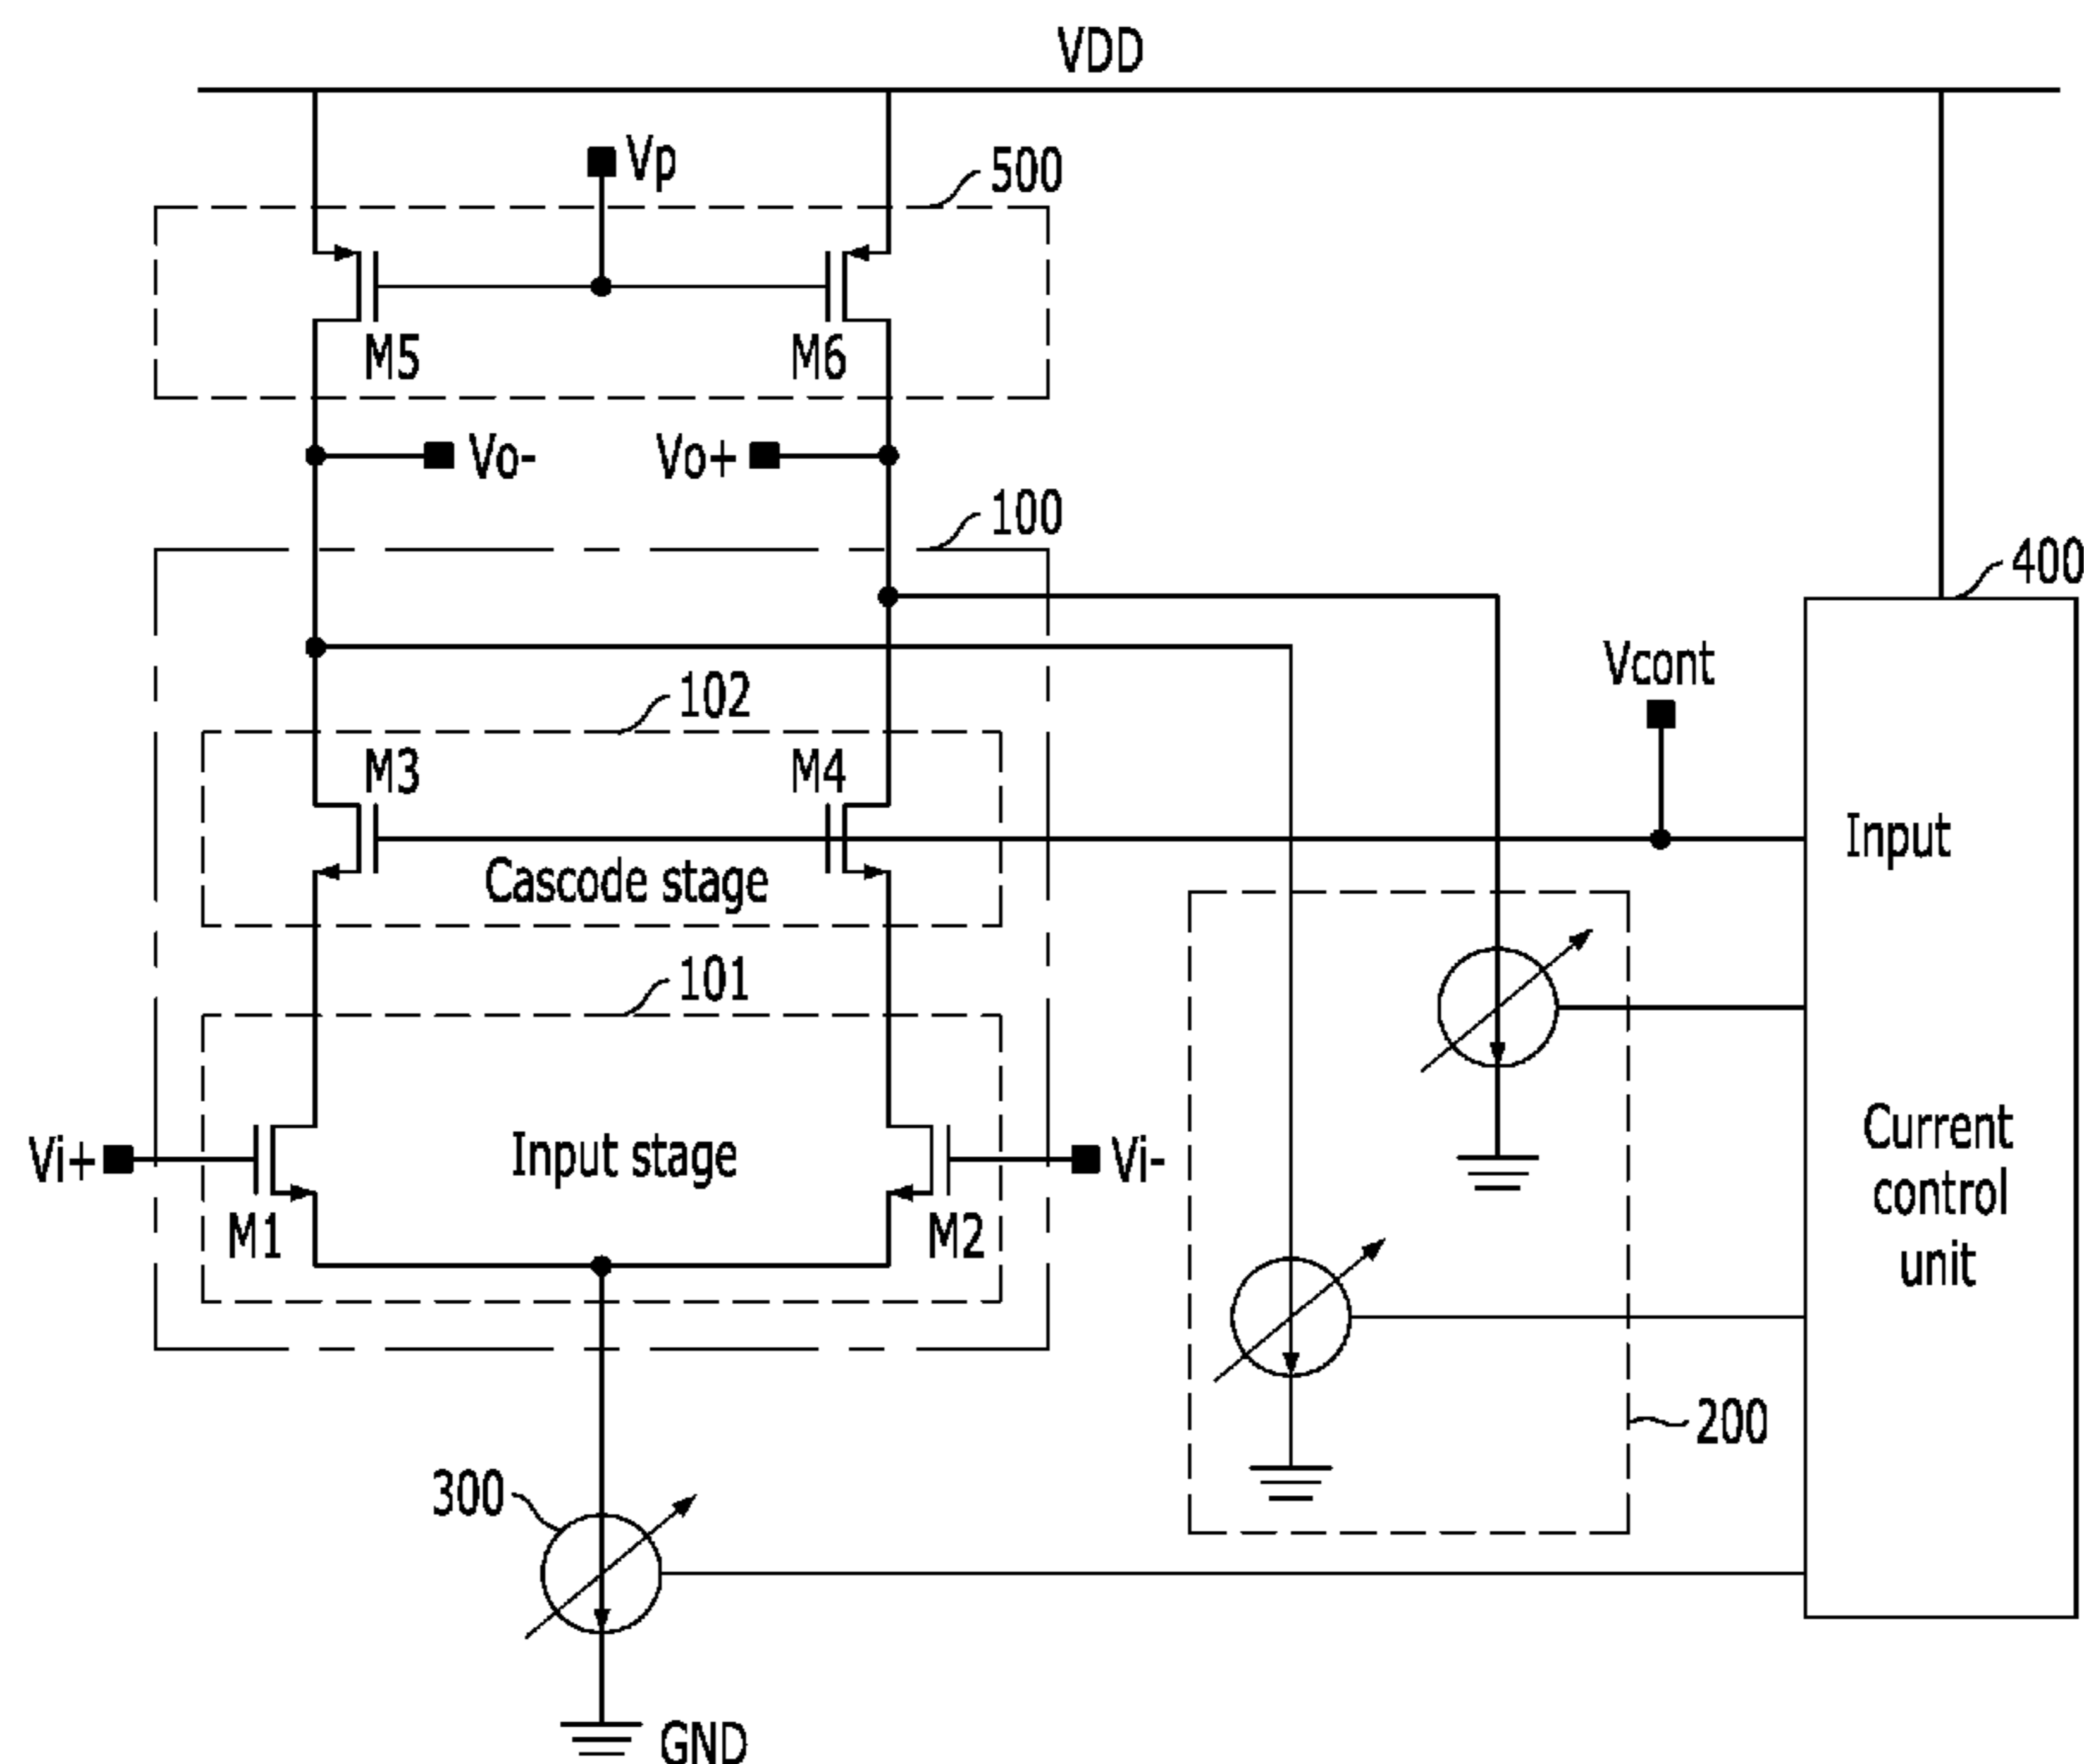 VDD
Vp
500
M5
M6
Vo-
Vo+
100
400
Vcont
102
M3
M4
Input
Cascode stage
101
Current
control
unit
Vi+
Input stage
Vi-
M1
M2
200
300
GND